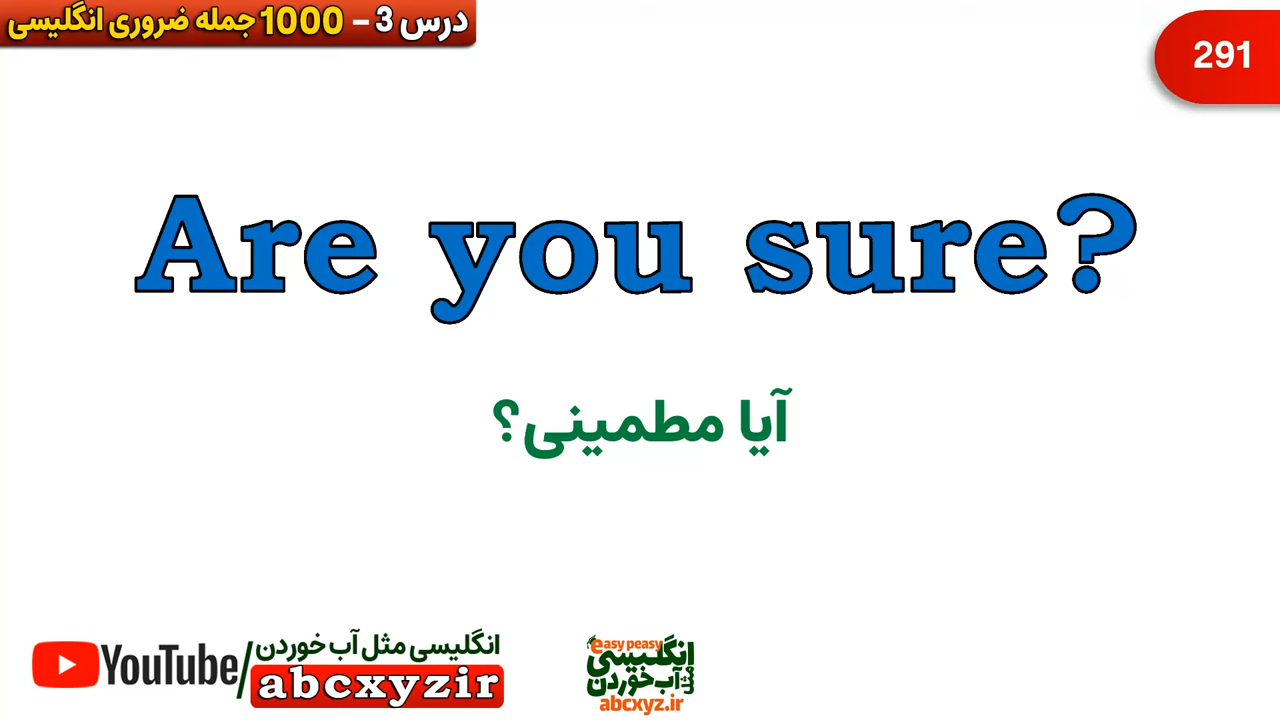 درس 3 – 1000 جمله ضروری انگلیسی
291
Are you sure?
آیا مطمینی؟
YouTube/
انگلیسی مثل آب خوردن
abcxyzir
easy peasy
انگلیسی
مثل
آب خوردن
abcxyz.ir